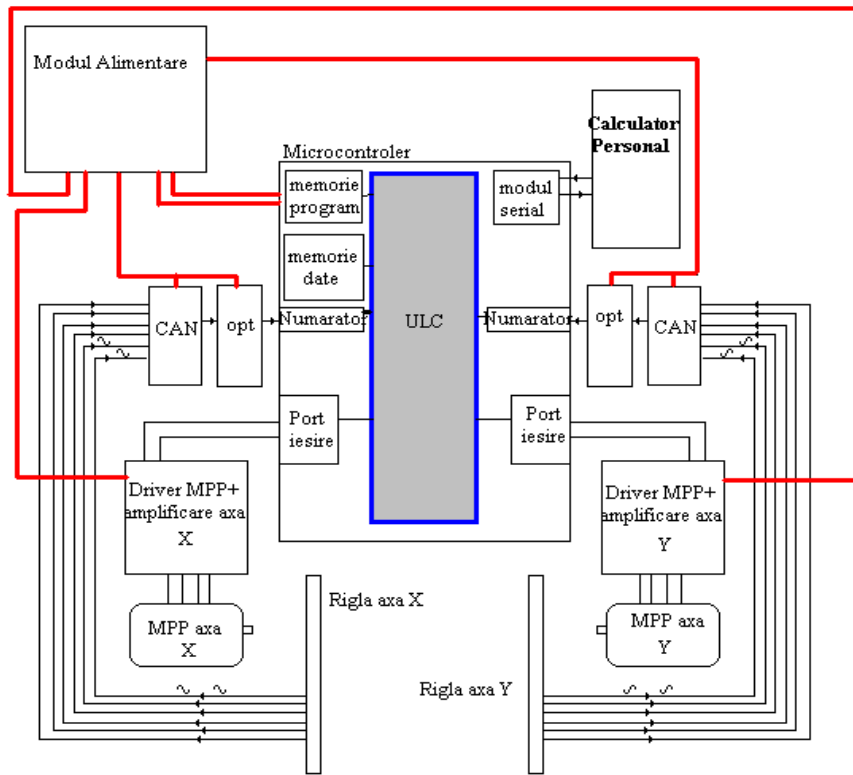 Modul Alimentare
Calculator
Personal
Microcontroler
memorie
program
modul
serial
memorie
date
CAN
opt
Numarator
ULC
Numarator
opt
CAN
Port
iesire
Port
iesire
Driver MPP+
amplificare axa
X
Driver MPP+
amplificare axa
Y
Rigla axa X
MPP axa
X
MPP axa
Y
Rigla axa Y